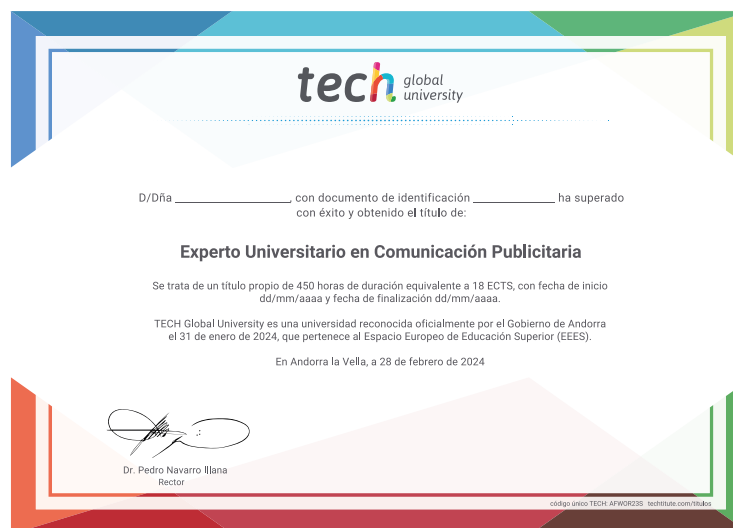 tech global university
D/Dña ____________________, con documento de identificación ______________ ha superado
con éxito y obtenido el título de:
Experto Universitario en Comunicación Publicitaria
Se trata de un título propio de 450 horas de duración equivalente a 18 ECTS, con fecha de inicio
dd/mm/aaaa y fecha de finalización dd/mm/aaaa.
TECH Global University es una universidad reconocida oficialmente por el Gobierno de Andorra
el 31 de enero de 2024, que pertenece al Espacio Europeo de Educación Superior (EEES).
En Andorra la Vella, a 28 de febrero de 2024
Dr. Pedro Navarro Illana
Rector
código único TECH: AFWOR23S techtitute.com/titulos